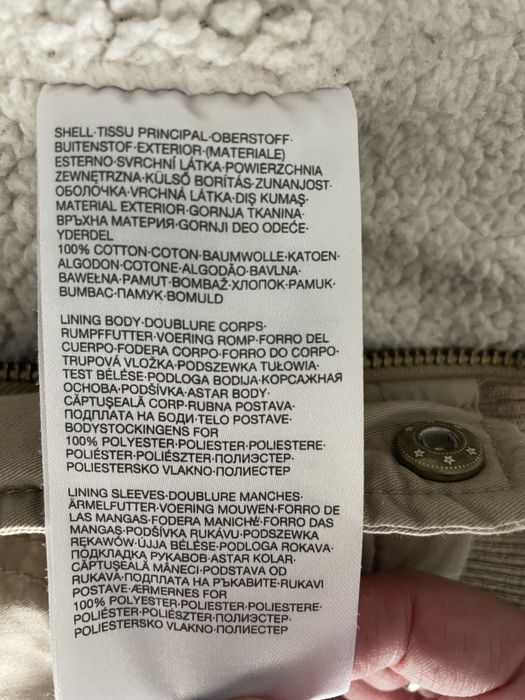 SHELL·TISSU PRINCIPAL·OBERSTOFF·
BUITENSTOF·EXTERIOR·(MATERIALE)
ESTERNO·SVRCHNÍ LÁTKA·POWIERZCHNIA
ZEWNĘTRZNA·KÜLSŐ BORÍTÁS·ZUNANJOST·
ОБОЛОЧКА·VRCHNÁ LÁTKA·DIŞ KUMAŞ·
MATERIAL EXTERIOR·GORNJA TKANINA·
ВРЪХНА МАТЕРИЯ·GORNJI DEO ODEĆE·
YDERDEL
100% COTTON·COTON·BAUMWOLLE·KATOEN·
ALGODON·COTONE·ALGODÃO·BAVLNA·
BAWEŁNA·PAMUT·BOMBAŽ·ХЛОПОК·PAMUK·
BUMBAC·ПАМУК·BOMULD
LINING BODY·DOUBLURE CORPS·
RUMPFFUTTER·VOERING ROMP·FORRO DEL
CUERPO·FODERA CORPO·FORRO DO CORPO·
TRUPOVÁ VLOŽKA·PODSZEWKA TUŁOWIA·
TEST BÉLÉSE·PODLOGA BODIJA·КОРСАЖНАЯ
ОСНОВА·PODŠÍVKA·ASTAR BODY·
CĂPTUȘEALĂ CORP·RUBNA POSTAVA·
ПОДПЛАТА НА БОДИ·TELO POSTAVE·
BODYSTOCKINGENS FOR
100% POLYESTER·POLIESTER·POLIESTERE·
POLIÉSTER·POLIÉSZTER·ПОЛИЭСТЕР·
POLIESTERSKO VLAKNO·ПОЛИЕСТЕР
LINING SLEEVES·DOUBLURE MANCHES·
ÄRMELFUTTER·VOERING MOUWEN·FORRO DE
LAS MANGAS·FODERA MANICHE·FORRO DAS
MANGAS·PODŠÍVKA RUKÁVU·PODSZEWKA
RĘKAWÓW·UJJA BÉLÉSE·PODLOGA ROKAVA·
ПОДКЛАДКА РУКАВОВ·ASTAR KOLAR·
CĂPTUȘEALĂ MÂNECI·PODSTAVA OD
RUKAVA·ПОДПЛАТА НА РЪКАВИТЕ·RUKAVI
POSTAVE·ÆRMERNES FOR
100% POLYESTER·POLIESTER·POLIESTERE·
POLIÉSTER·POLIÉSZTER·ПОЛИЭСТЕР·
POLIESTERSKO VLAKNO·ПОЛИЕСТЕР